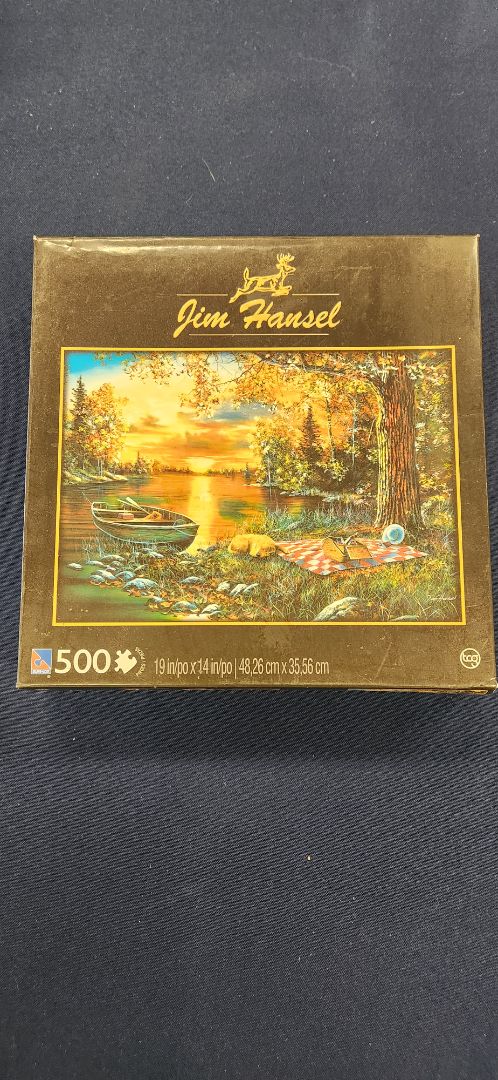 Jim Hansel
500
19 in/po x 14 in/po | 48,26 cm x 35,56 cm